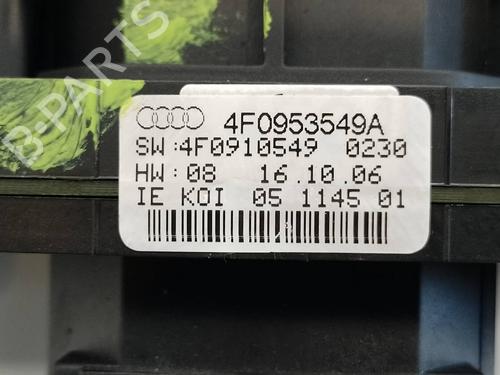 4F0953549A
SW:4F0910549 0230
HW:08 16.10.06
IE KOI 05 1145 01
B-PARTS